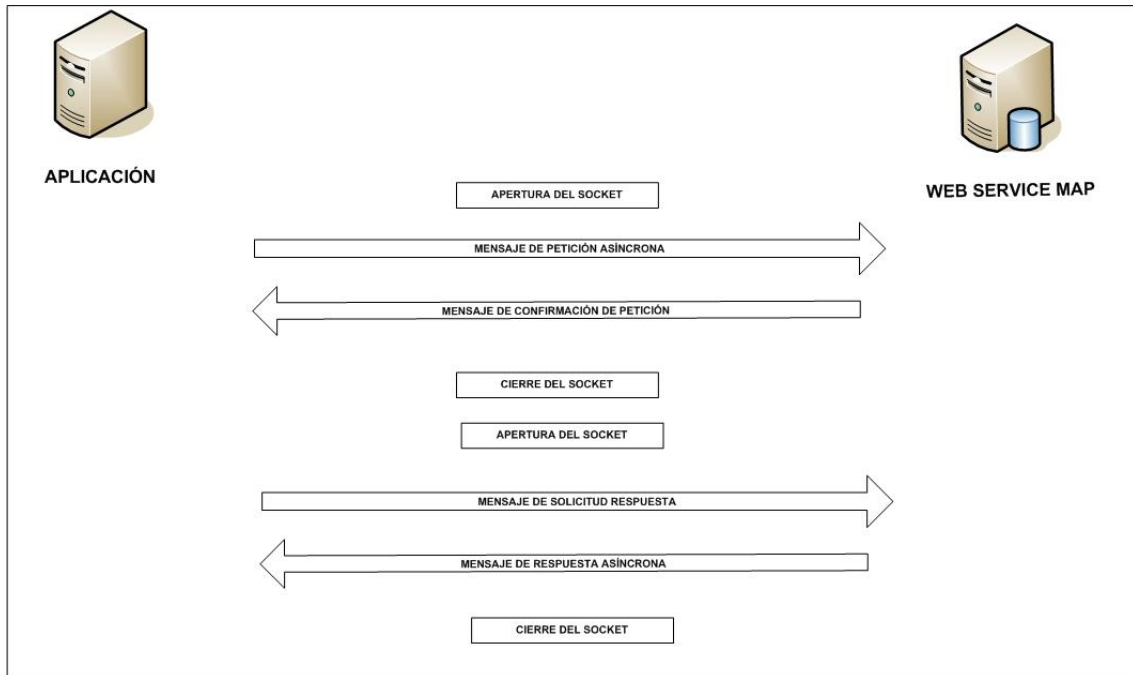 APLICACIÓN
WEB SERVICE MAP
APERTURA DEL SOCKET
MENSAJE DE PETICIÓN ASÍNCRONA
MENSAJE DE CONFIRMACIÓN DE PETICIÓN
CIERRE DEL SOCKET
APERTURA DEL SOCKET
MENSAJE DE SOLICITUD RESPUESTA
MENSAJE DE RESPUESTA ASÍNCRONA
CIERRE DEL SOCKET